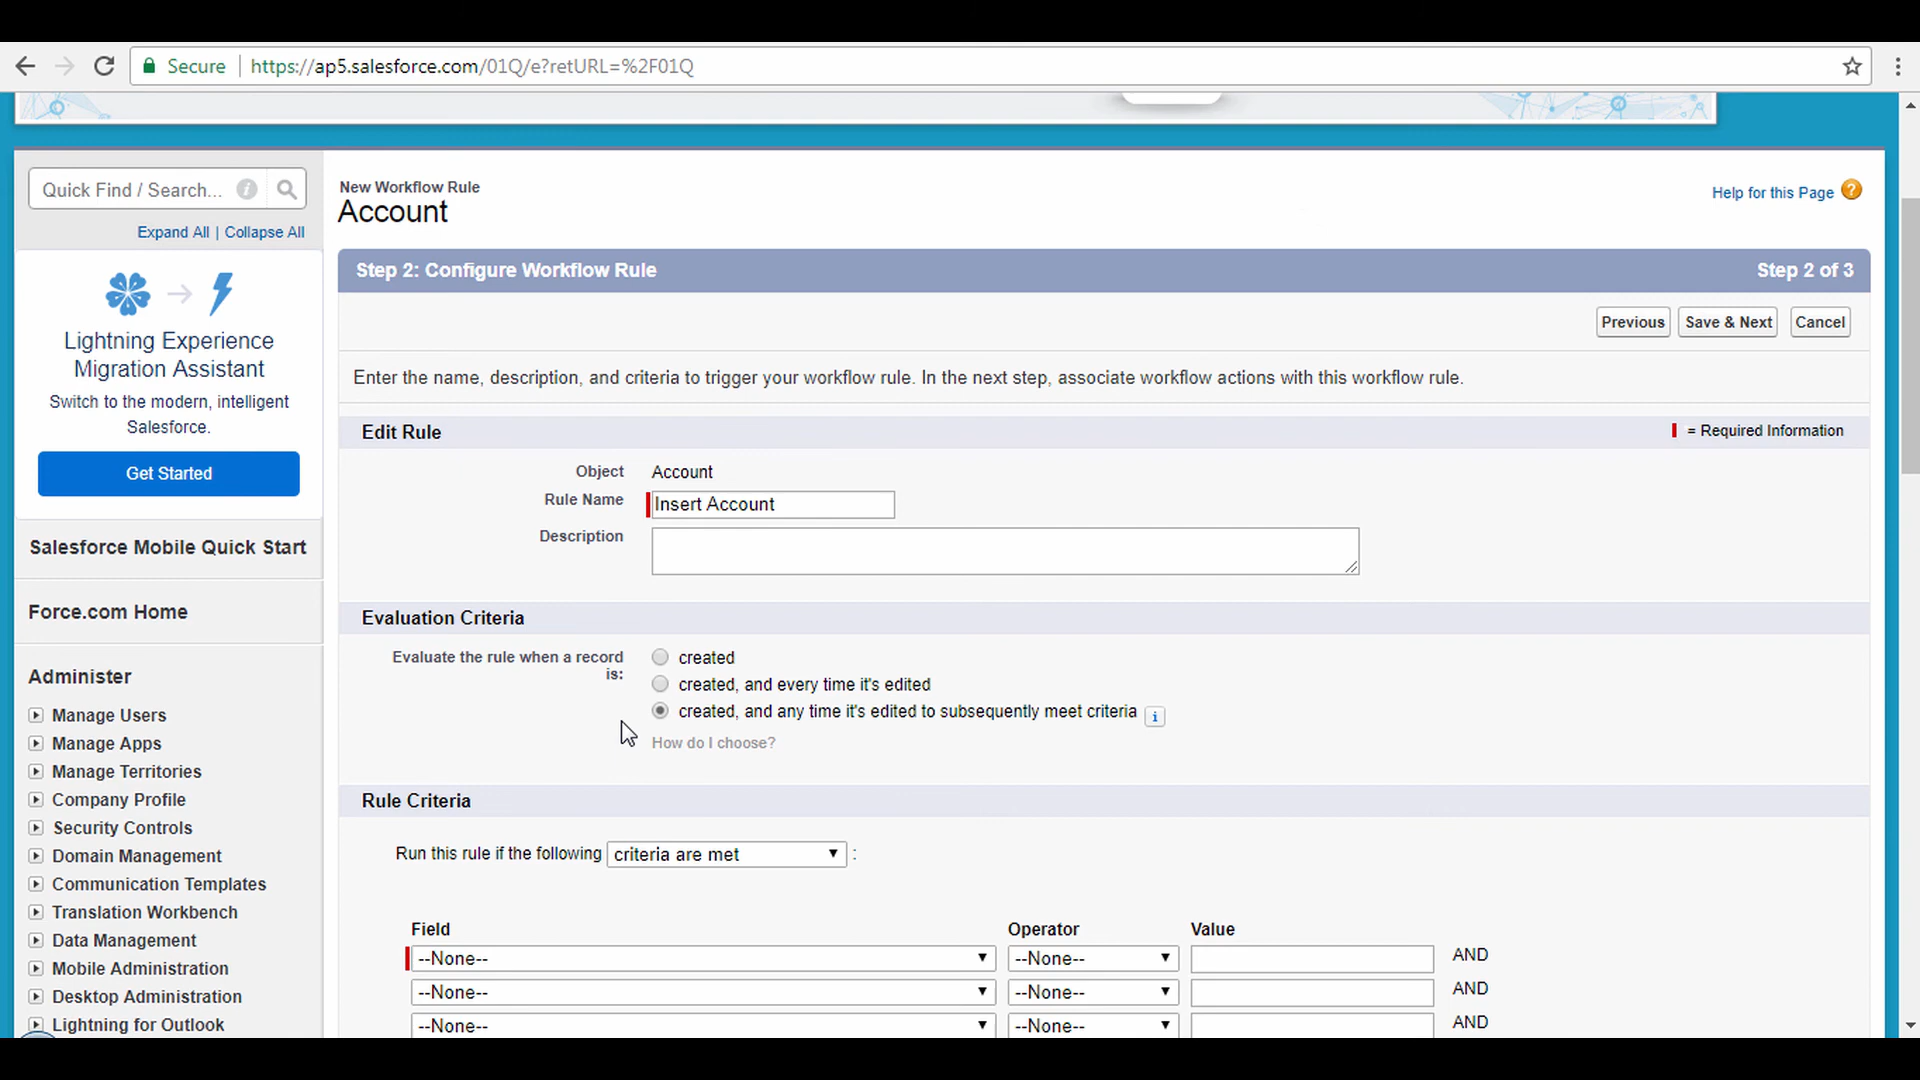 Secure | https://ap5.salesforce.com/01Q/e?retURL=%2F01Q
Quick Find / Search...
Expand All | Collapse All
Lightning Experience
Migration Assistant
Switch to the modern, intelligent
Salesforce.
Get Started
Salesforce Mobile Quick Start
Force.com Home
Administer
Manage Users
Manage Apps
Manage Territories
Company Profile
Security Controls
Domain Management
Communication Templates
Translation Workbench
Data Management
Mobile Administration
Desktop Administration
Lightning for Outlook
New Workflow Rule
Account
Help for this Page ?
Step 2: Configure Workflow Rule Step 2 of 3
Previous Save & Next Cancel
Enter the name, description, and criteria to trigger your workflow rule. In the next step, associate workflow actions with this workflow rule.
Edit Rule = Required Information
Object Account
Rule Name Insert Account
Description
Evaluation Criteria
Evaluate the rule when a record
is:
created
created, and every time it's edited
created, and any time it's edited to subsequently meet criteria i
How do I choose?
Rule Criteria
Run this rule if the following criteria are met :
Field Operator Value
--None-- --None-- AND
--None-- --None-- AND
--None-- --None-- AND